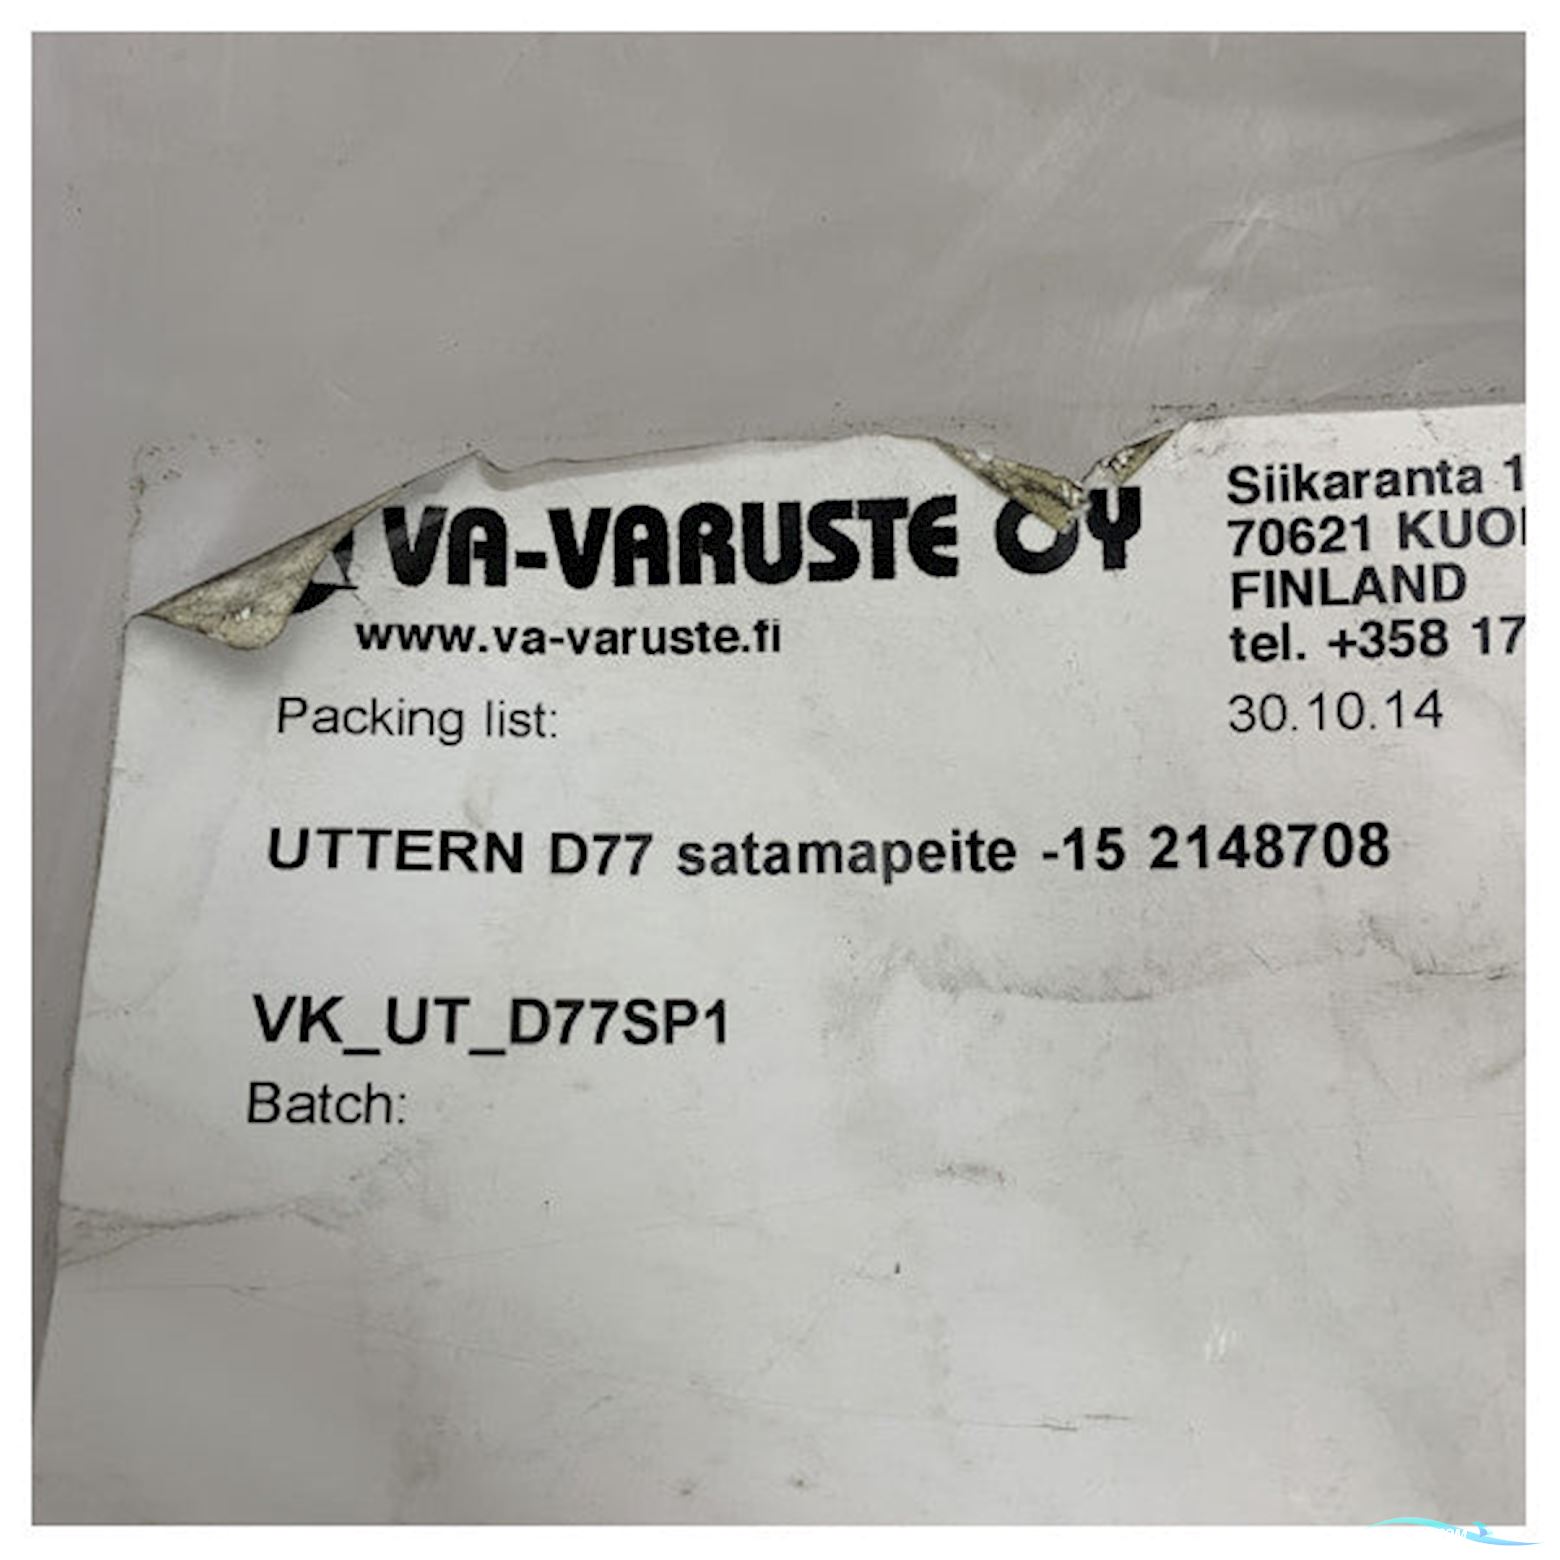 VA-VARUSTE OY
www.va-varuste.fi
Siikaranta 1
70621 KUO
FINLAND
tel. +358 17
Packing list:
30.10.14
UTTERN D77 satamapeite -15 2148708
VK_UT_D77SP1
Batch: